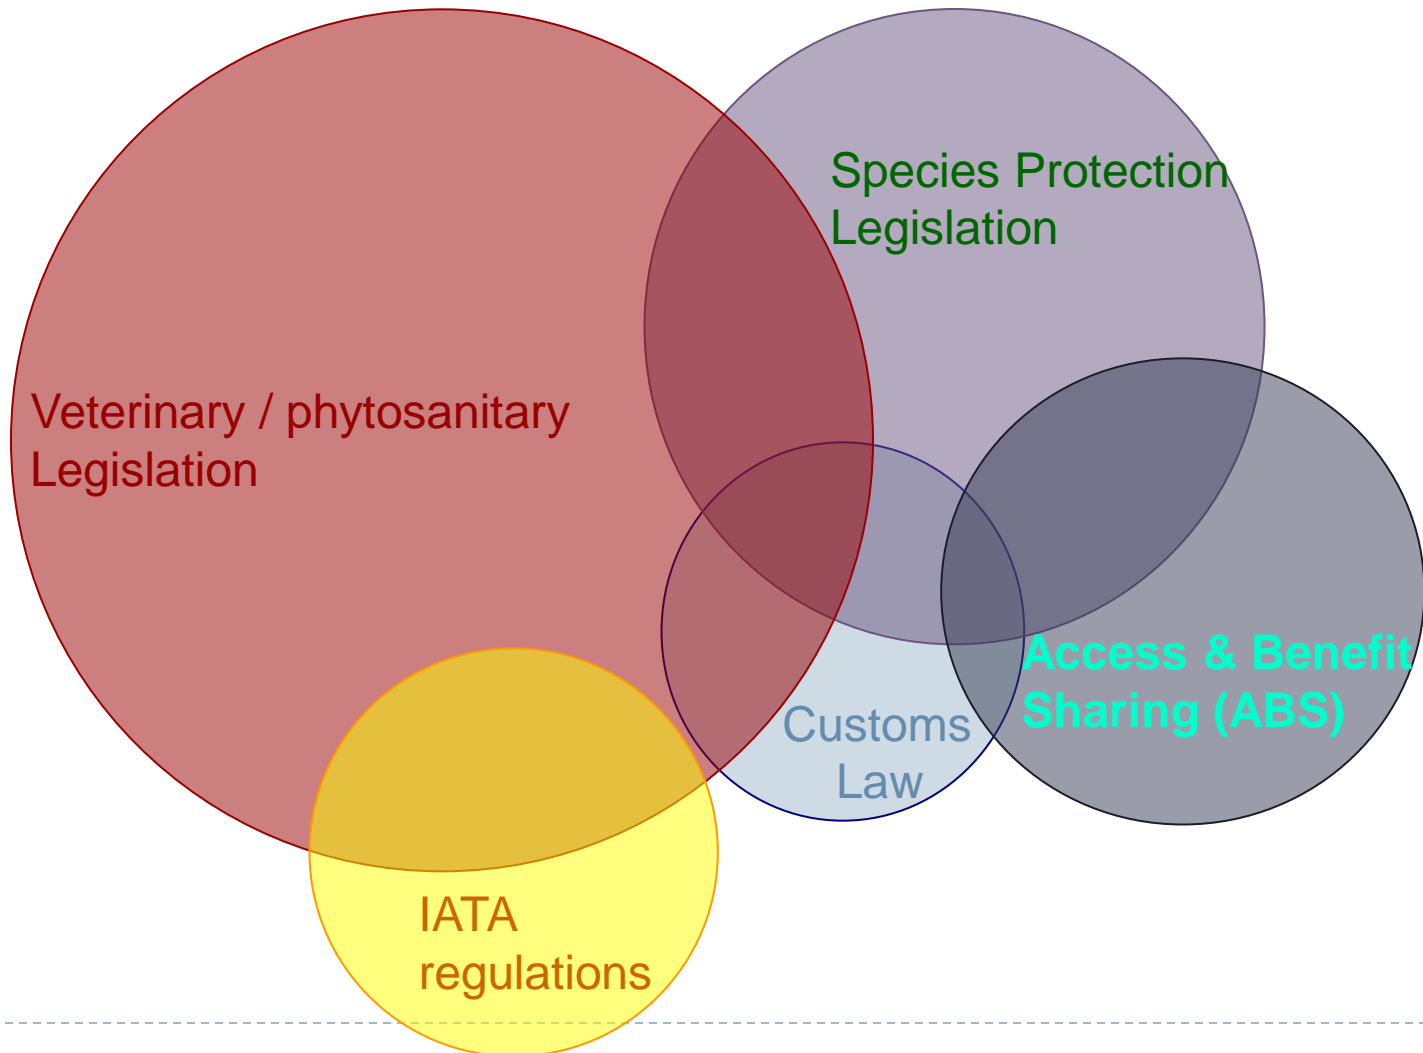 Species Protection
Legislation
Veterinary / phytosanitary
Legislation
Access & Benefit
Sharing (ABS)
Customs
Law
IATA
regulations